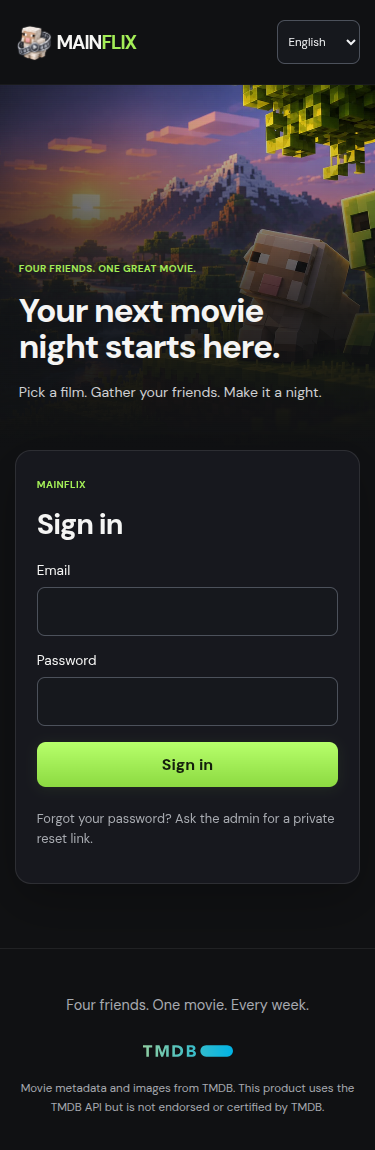 MAINFLIX
English
FOUR FRIENDS. ONE GREAT MOVIE.
Your next movie
night starts here.
Pick a film. Gather your friends. Make it a night.
MAINFLIX
Sign in
Email
Password
Sign in
Forgot your password? Ask the admin for a private
reset link.
Four friends. One movie. Every week.
TMDB
Movie metadata and images from TMDB. This product uses the
TMDB API but is not endorsed or certified by TMDB.